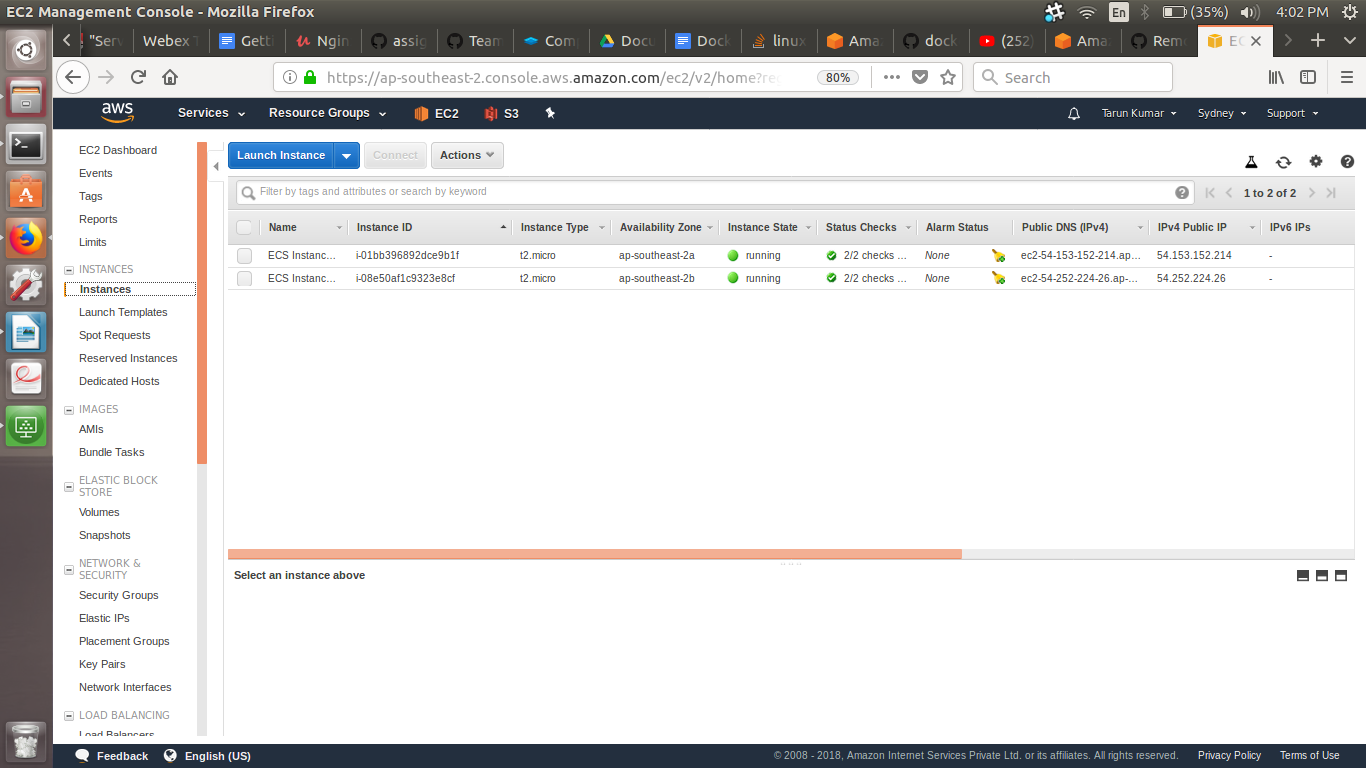 EC2 Management Console - Mozilla Firefox
En
(35%)
4:02 PM
"Serv
Webex T
Getti
Ngin
assig
Team
Com
Docu
Dock
linux
Amaz
dock
(252)
Amaz
Remo
EC
https://ap-southeast-2.console.aws.amazon.com/ec2/v2/home?re
80%
Search
aws
Services
Resource Groups
EC2
S3
Tarun Kumar
Sydney
Support
EC2 Dashboard
Events
Tags
Reports
Limits
INSTANCES
Instances
Launch Templates
Spot Requests
Reserved Instances
Dedicated Hosts
IMAGES
AMIs
Bundle Tasks
ELASTIC BLOCK
STORE
Volumes
Snapshots
NETWORK &
SECURITY
Security Groups
Elastic IPs
Placement Groups
Key Pairs
Network Interfaces
LOAD BALANCING
Load Balancers
Launch Instance
Connect
Actions
Filter by tags and attributes or search by keyword
1 to 2 of 2
Name Instance ID Instance Type Availability Zone Instance State Status Checks Alarm Status Public DNS (IPv4) IPv4 Public IP IPv6 IPs
ECS Instanc... i-01bb396892dce9b1f t2.micro ap-southeast-2a running 2/2 checks ... None ec2-54-153-152-214.ap... 54.153.152.214 -
ECS Instanc... i-08e50af1c9323e8cf t2.micro ap-southeast-2b running 2/2 checks ... None ec2-54-252-224-26.ap-... 54.252.224.26 -
Select an instance above
Feedback
English (US)
© 2008 - 2018, Amazon Internet Services Private Ltd. or its affiliates. All rights reserved.
Privacy Policy
Terms of Use